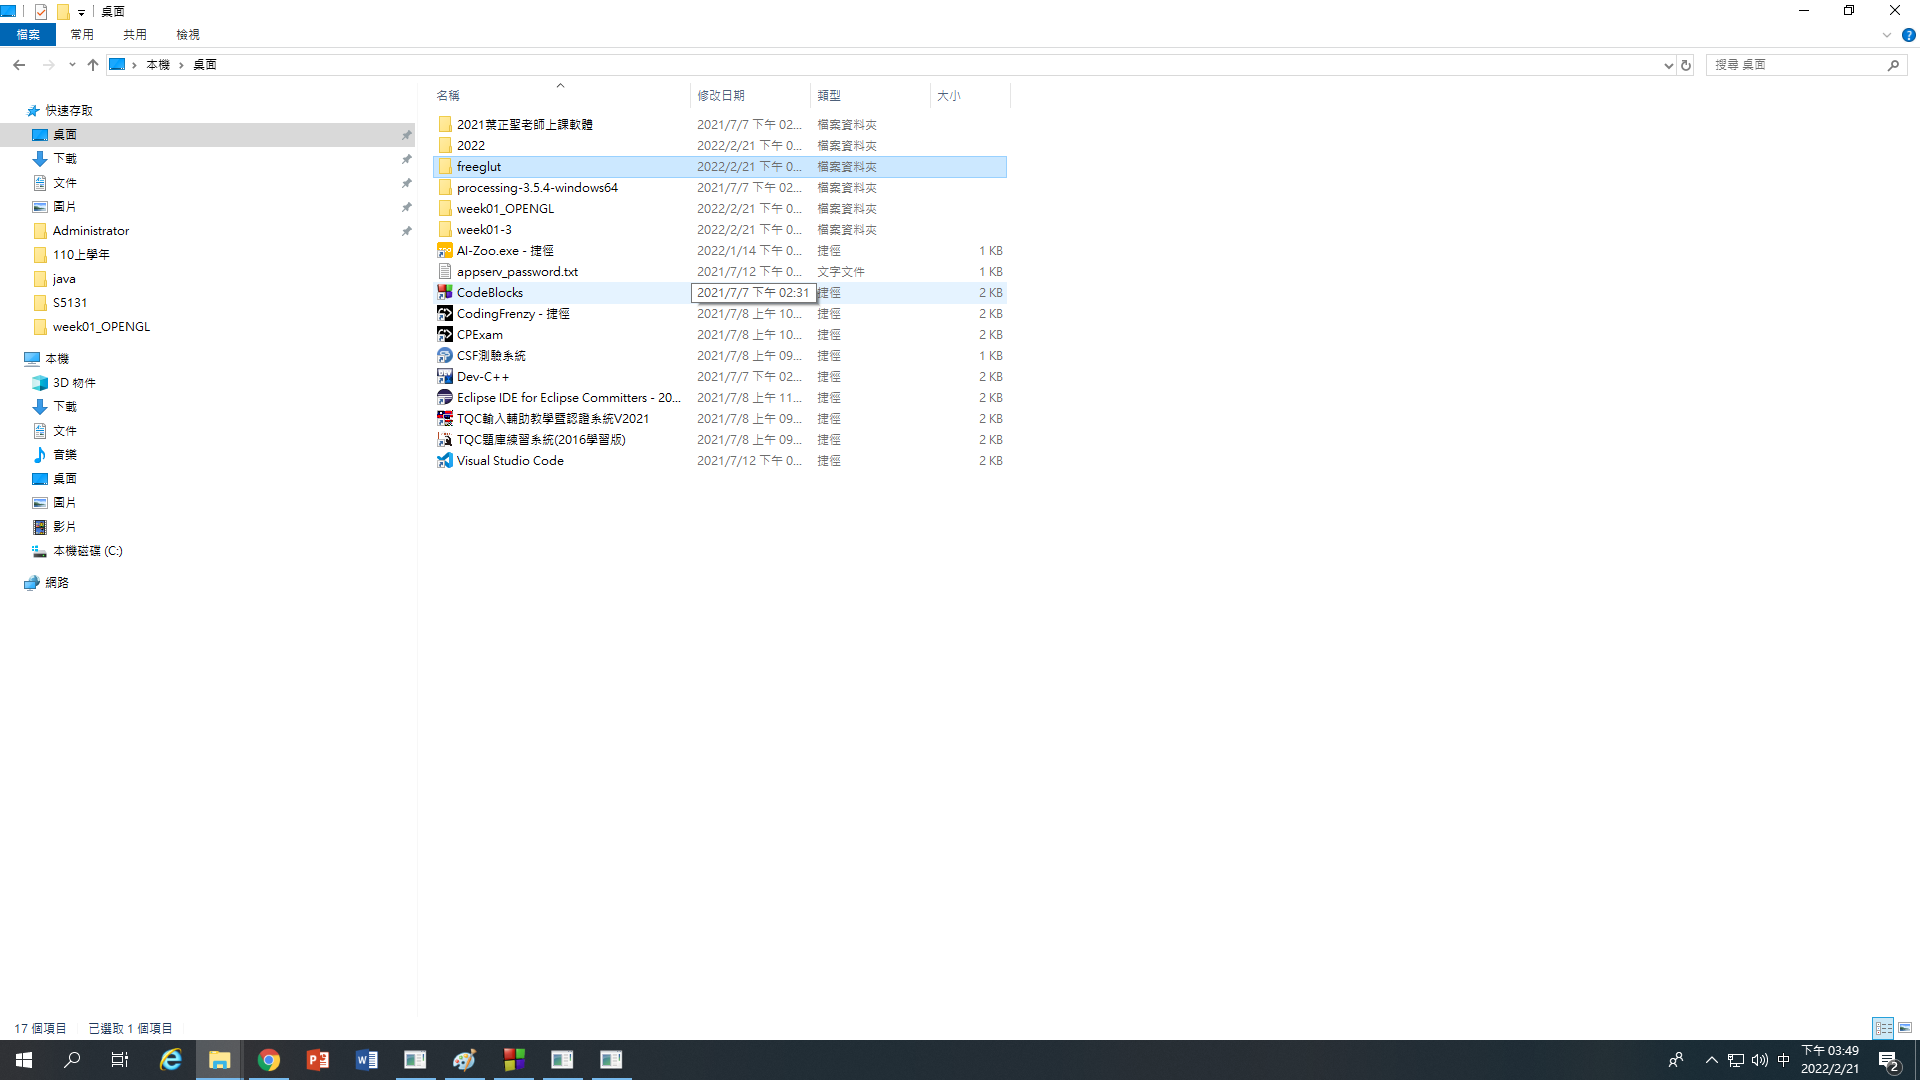 桌面
檔案 常用 共用 檢視
本機 桌面 搜尋 桌面
名稱 修改日期 類型 大小
快速存取
桌面
下載
文件
圖片
Administrator
110上學年
java
S5131
week01_OPENGL
本機
3D 物件
下載
文件
音樂
桌面
圖片
影片
本機磁碟 (C:)
網路
2021葉正聖老師上課軟體 2021/7/7 下午 02... 檔案資料夾
2022 2022/2/21 下午 0... 檔案資料夾
freeglut 2022/2/21 下午 0... 檔案資料夾
processing-3.5.4-windows64 2021/7/7 下午 02... 檔案資料夾
week01_OPENGL 2022/2/21 下午 0... 檔案資料夾
week01-3 2022/2/21 下午 0... 檔案資料夾
AI-Zoo.exe - 捷徑 2022/1/14 下午 0... 捷徑 1 KB
appserv_password.txt 2021/7/12 下午 0... 文字文件 1 KB
CodeBlocks 2021/7/7 下午 02:31 捷徑 2 KB
CodingFrenzy - 捷徑 2021/7/8 上午 10... 捷徑 2 KB
CPExam 2021/7/8 上午 10... 捷徑 2 KB
CSF測驗系統 2021/7/8 上午 09... 捷徑 1 KB
Dev-C++ 2021/7/7 下午 02... 捷徑 2 KB
Eclipse IDE for Eclipse Committers - 20... 2021/7/8 上午 11... 捷徑 2 KB
TQC輸入輔助教學暨認證系統V2021 2021/7/8 上午 09... 捷徑 2 KB
TQC題庫練習系統(2016學習版) 2021/7/8 上午 09... 捷徑 2 KB
Visual Studio Code 2021/7/12 下午 0... 捷徑 2 KB
17 個項目 已選取 1 個項目
中 下午 03:49
2022/2/21 2